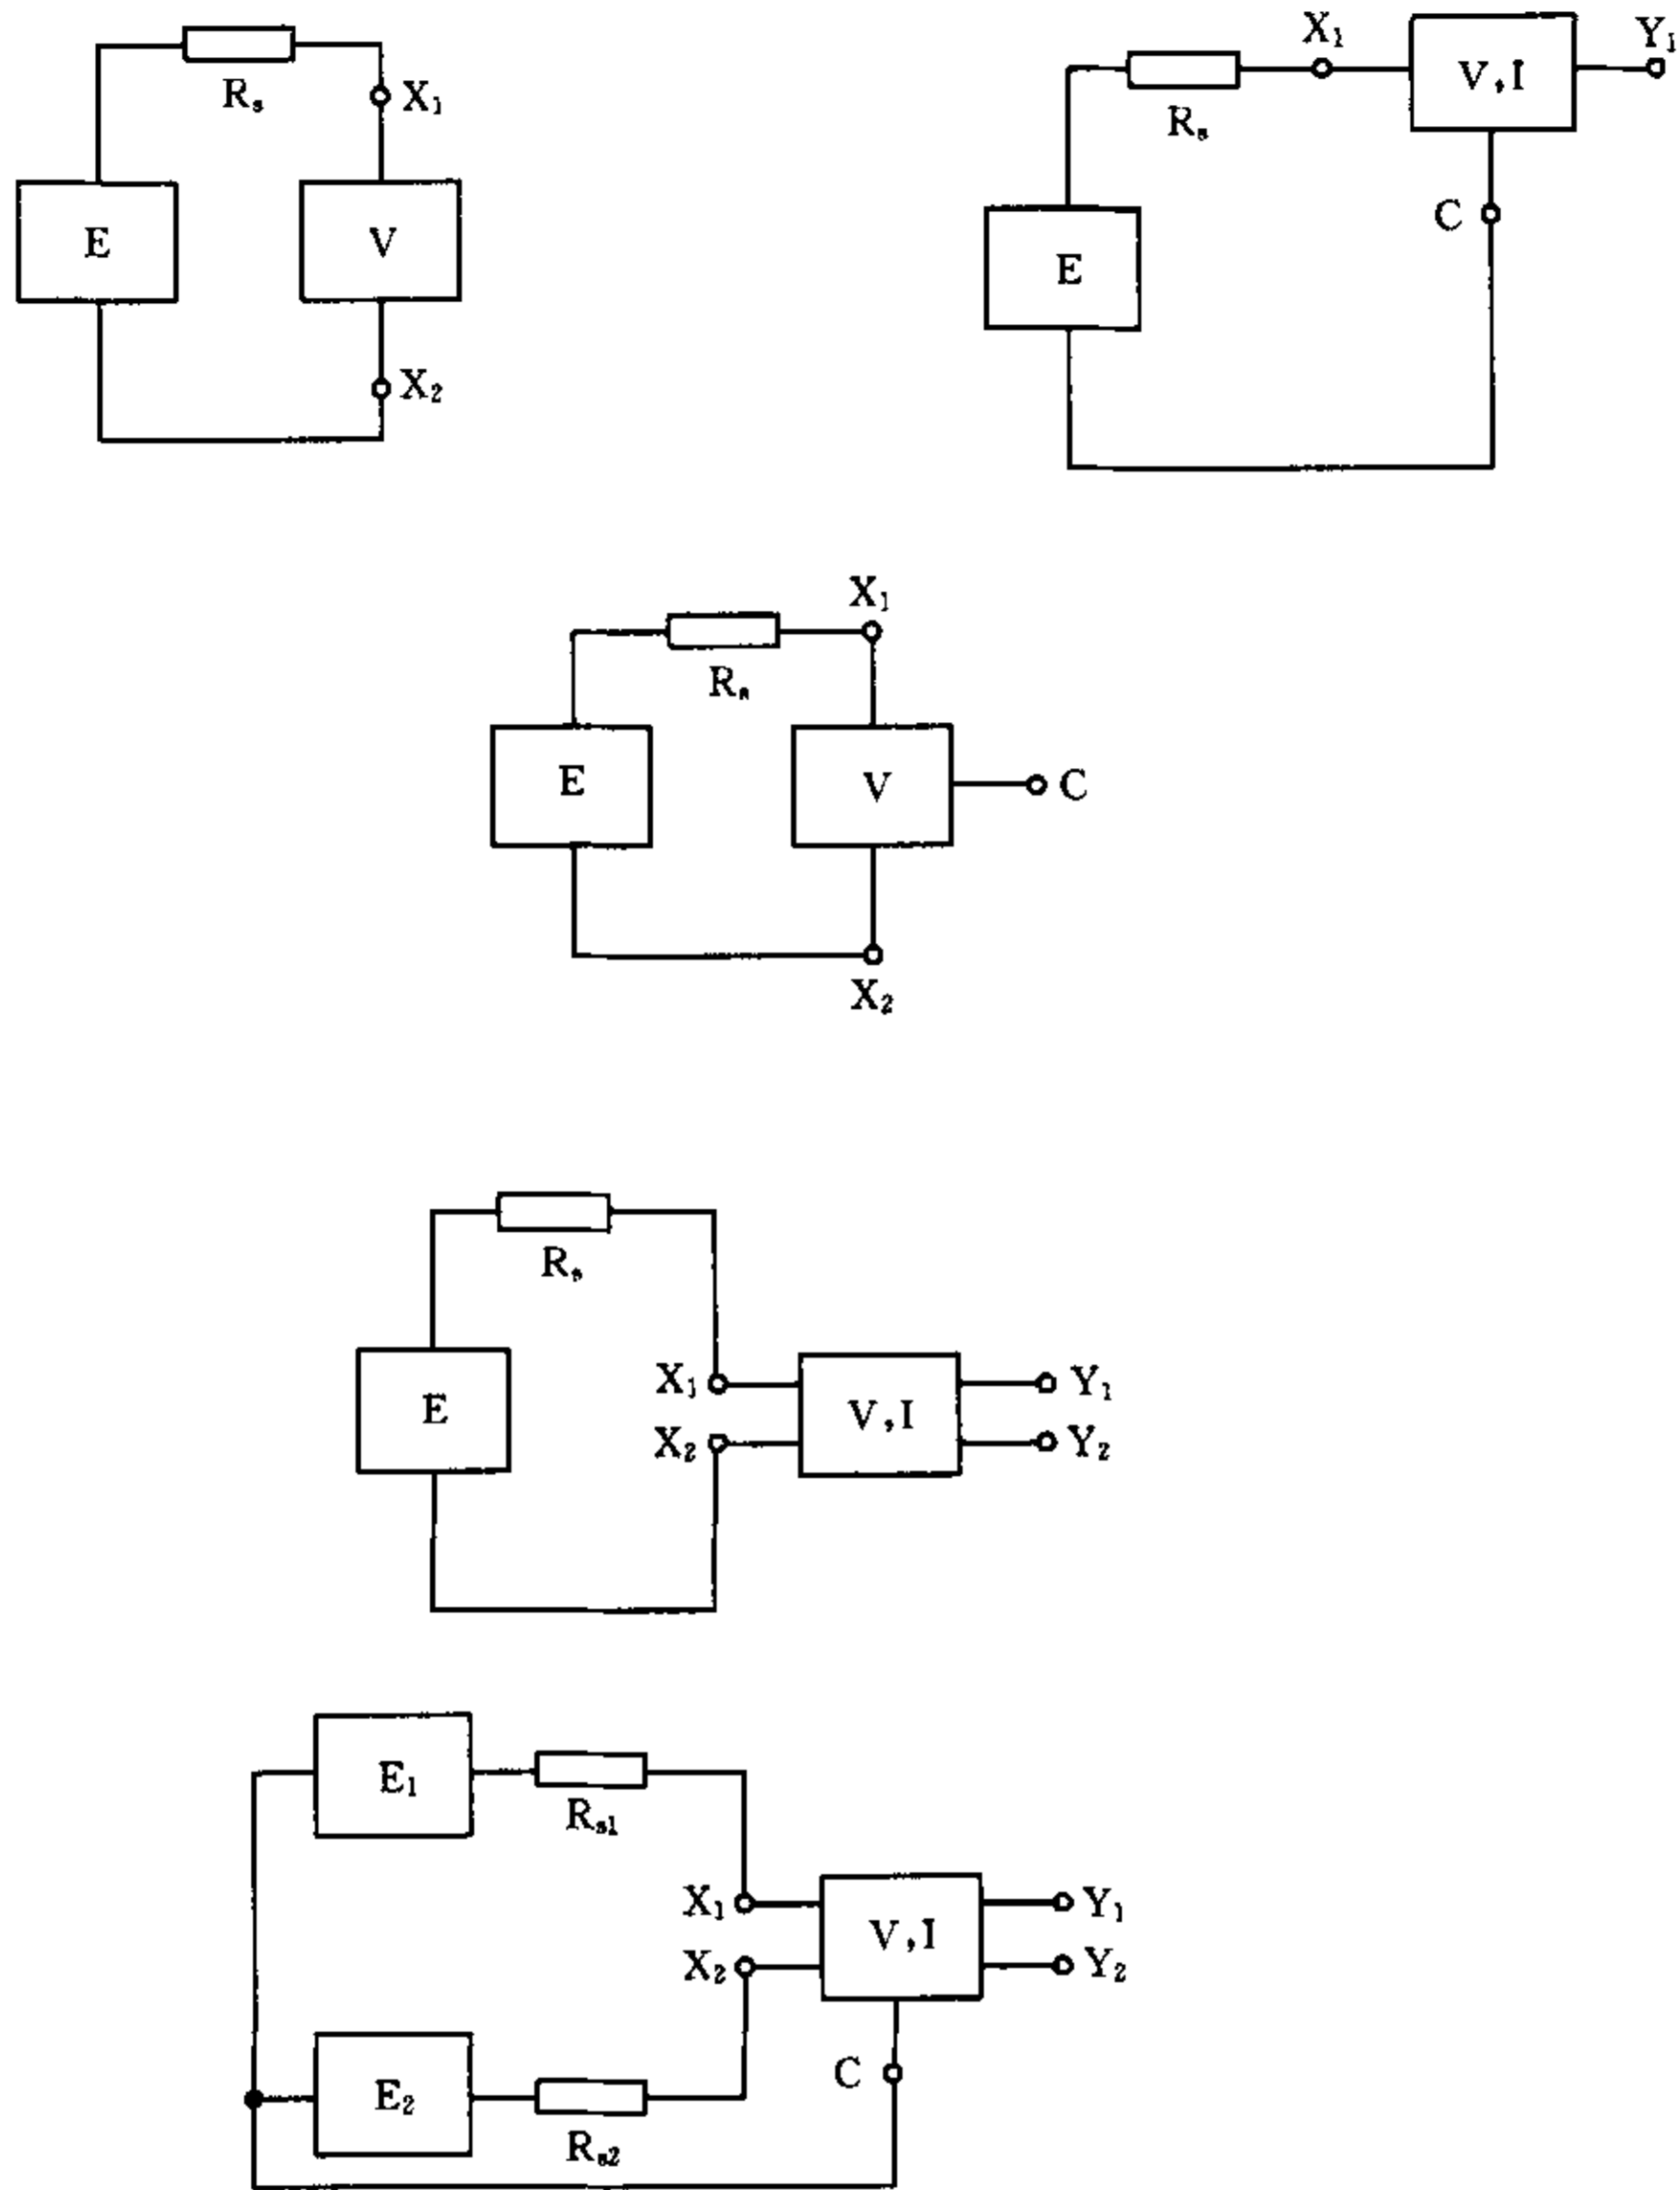 Rₛ
X₁
E
V
X₂
X₁
Y₁
V,I
Rₛ
C
E
X₁
Rₛ
E
V
C
X₂
Rₛ
E
X₁
V,I
Y₁
X₂
Y₂
E₁
Rₛ₁
X₁
V,I
Y₁
X₂
Y₂
C
E₂
Rₛ₂